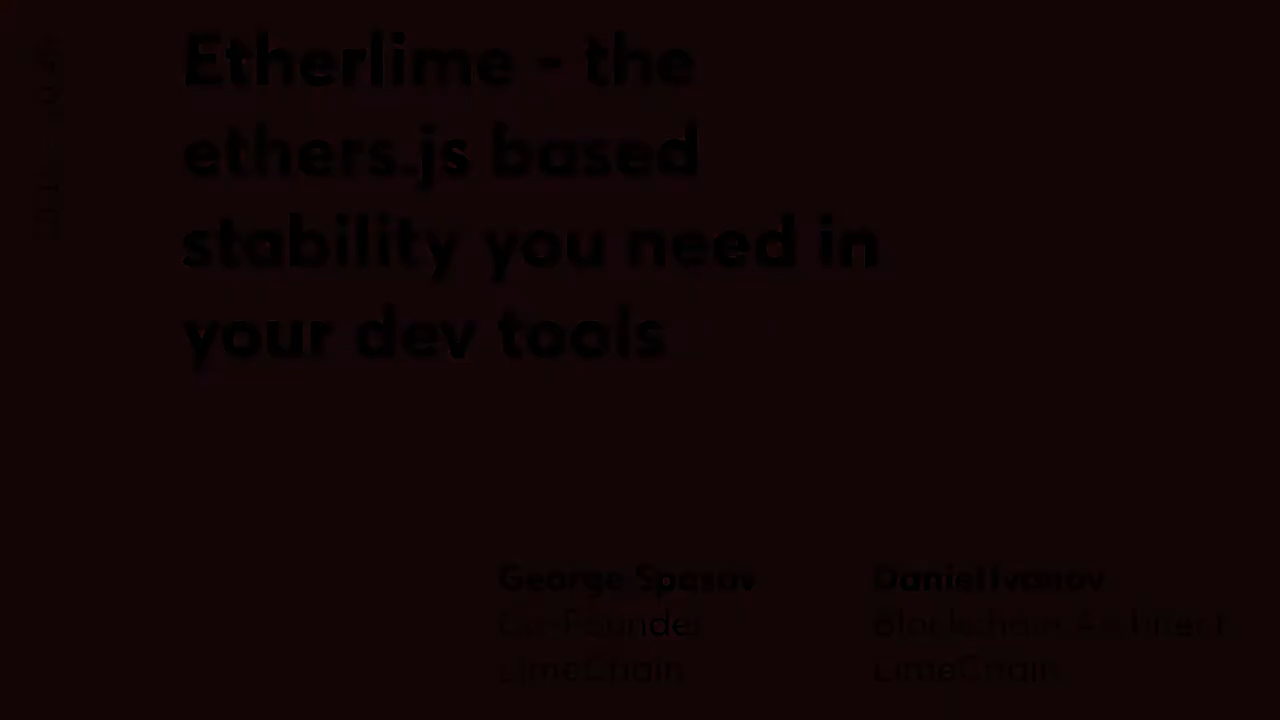 Etherlime - the
ethers.js based
stability you need in
your dev tools
George Spasov
Co-Founder
LimeChain
Daniel Ivanov
Blockchain Architect
LimeChain